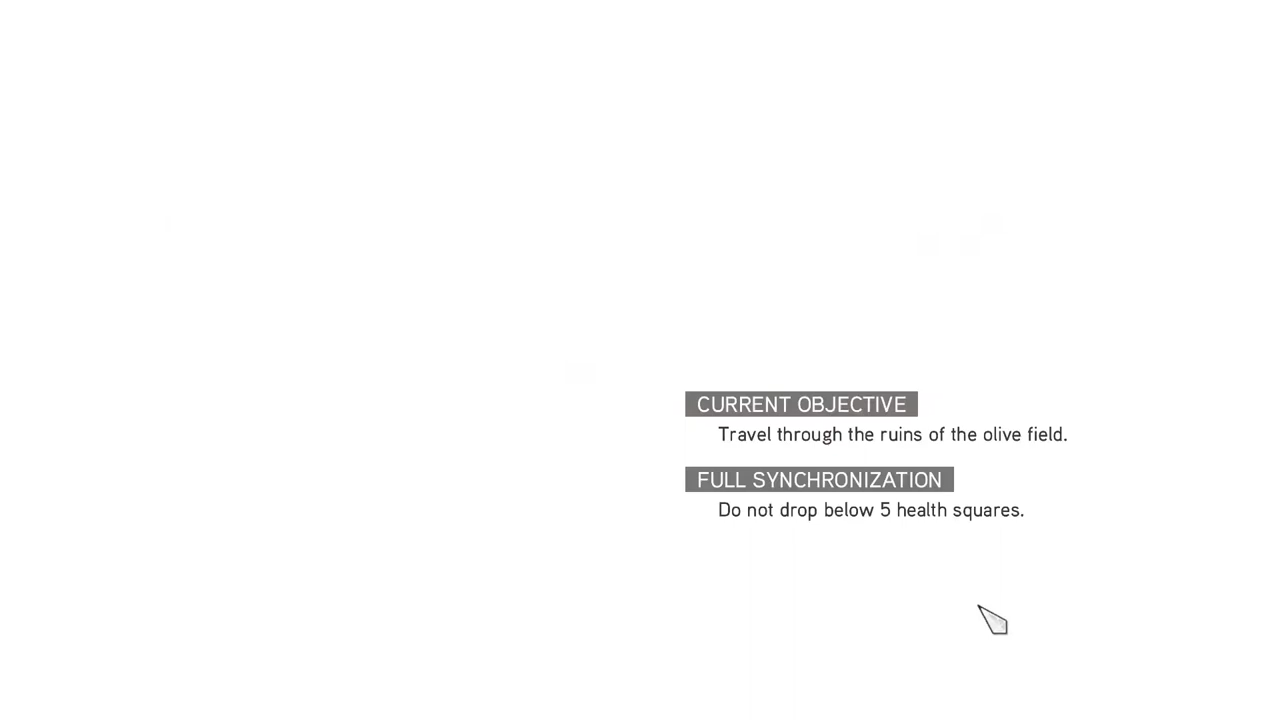 CURRENT OBJECTIVE
Travel through the ruins of the olive field.
FULL SYNCHRONIZATION
Do not drop below 5 health squares.